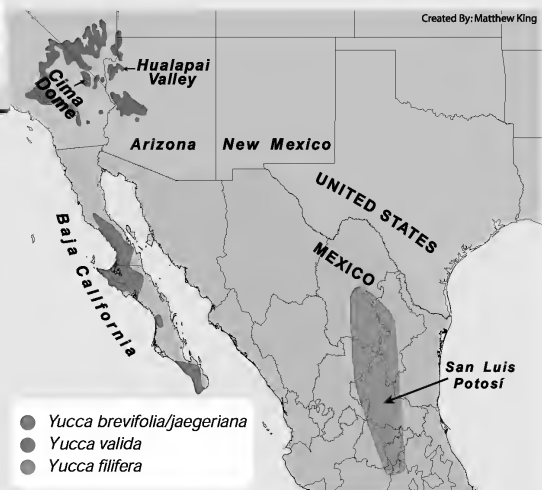 Created By: Matthew King
Hualapai
Valley
Cima
Dome
Arizona
New Mexico
UNITED STATES
MEXICO
Baja California
San Luis
Potosí
Yucca brevifolia/jaegeriana
Yucca valida
Yucca filifera